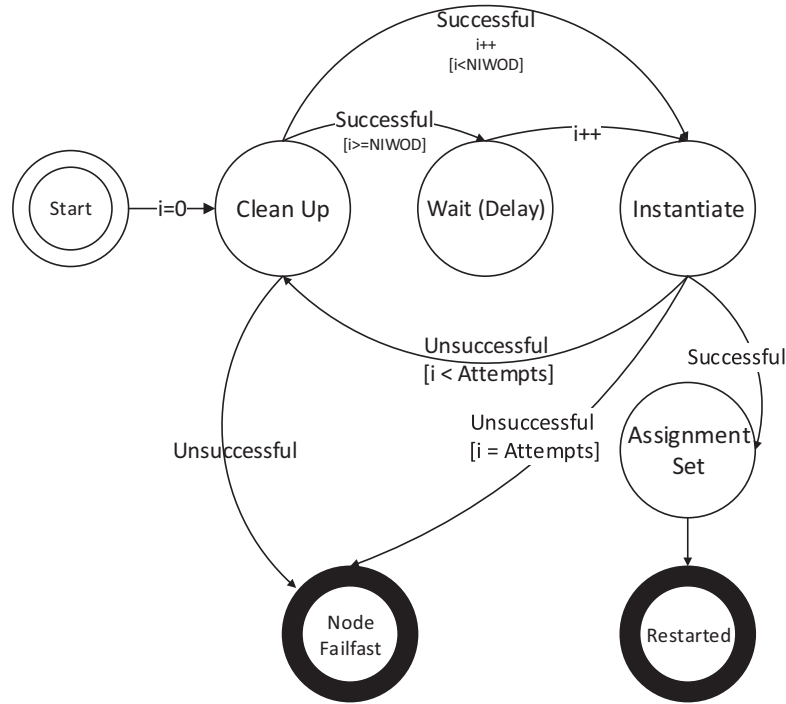 Successful
i++
[i<NIWOD]
Successful
[i>=NIWOD]
i++
Start
i=0
Clean Up
Wait (Delay)
Instantiate
Unsuccessful
[i < Attempts]
Successful
Unsuccessful
[i = Attempts]
Assignment
Set
Unsuccessful
Node
Failfast
Restarted